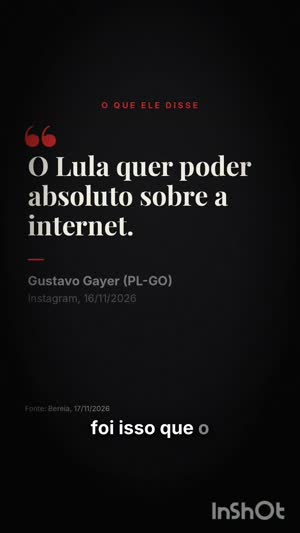 O QUE ELE DISSE
“
O Lula quer poder
absoluto sobre a
internet.
Gustavo Gayer (PL-GO)
Instagram, 16/11/2026
Fonte: Bereia, 17/11/2026
foi isso que o
InShOt